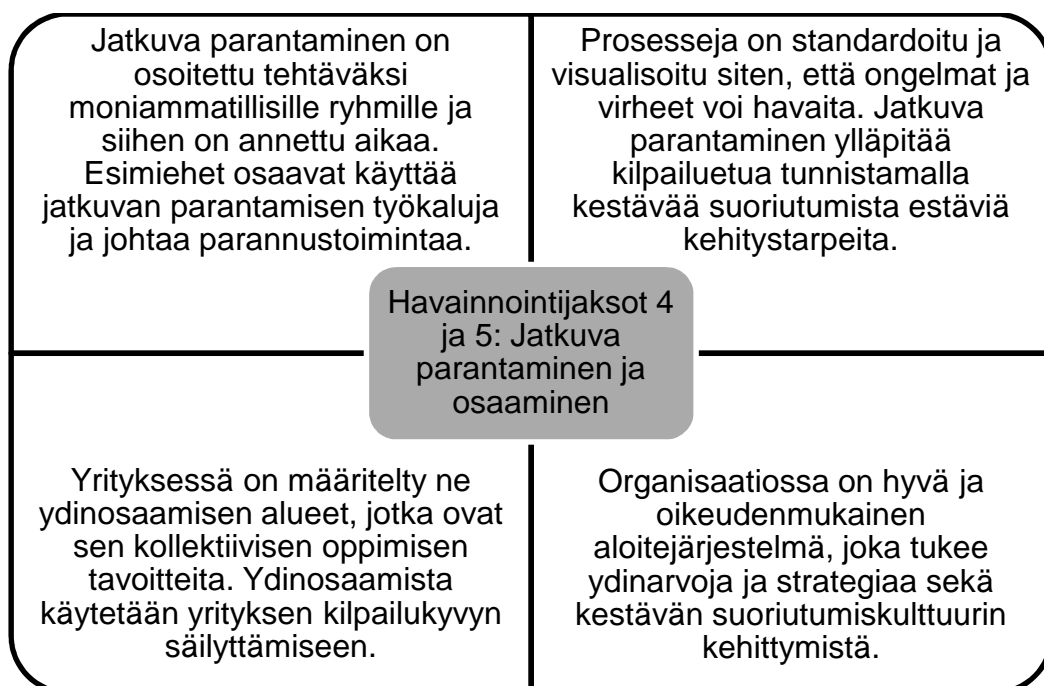 Jatkuva parantaminen on
osoitettu tehtäväksi
moniammatillisille ryhmille ja
siihen on annettu aikaa.
Esimiehet osaavat käyttää
jatkuvan parantamisen työkaluja
ja johtaa parannustoimintaa.
Prosesseja on standardoitu ja
visualisoitu siten, että ongelmat ja
virheet voi havaita. Jatkuva
parantaminen ylläpitää
kilpailuetua tunnistamalla
kestävää suoriutumista estäviä
kehitystarpeita.
Havainnointijaksot 4
ja 5: Jatkuva
parantaminen ja
osaaminen
Yrityksessä on määritelty ne
ydinosaamisen alueet, jotka ovat
sen kollektiivisen oppimisen
tavoitteita. Ydinosaamista
käytetään yrityksen kilpailukyvyn
säilyttämiseen.
Organisaatiossa on hyvä ja
oikeudenmukainen
aloitejärjestelmä, joka tukee
ydinarvoja ja strategiaa sekä
kestävän suoriutumiskulttuurin
kehittymistä.